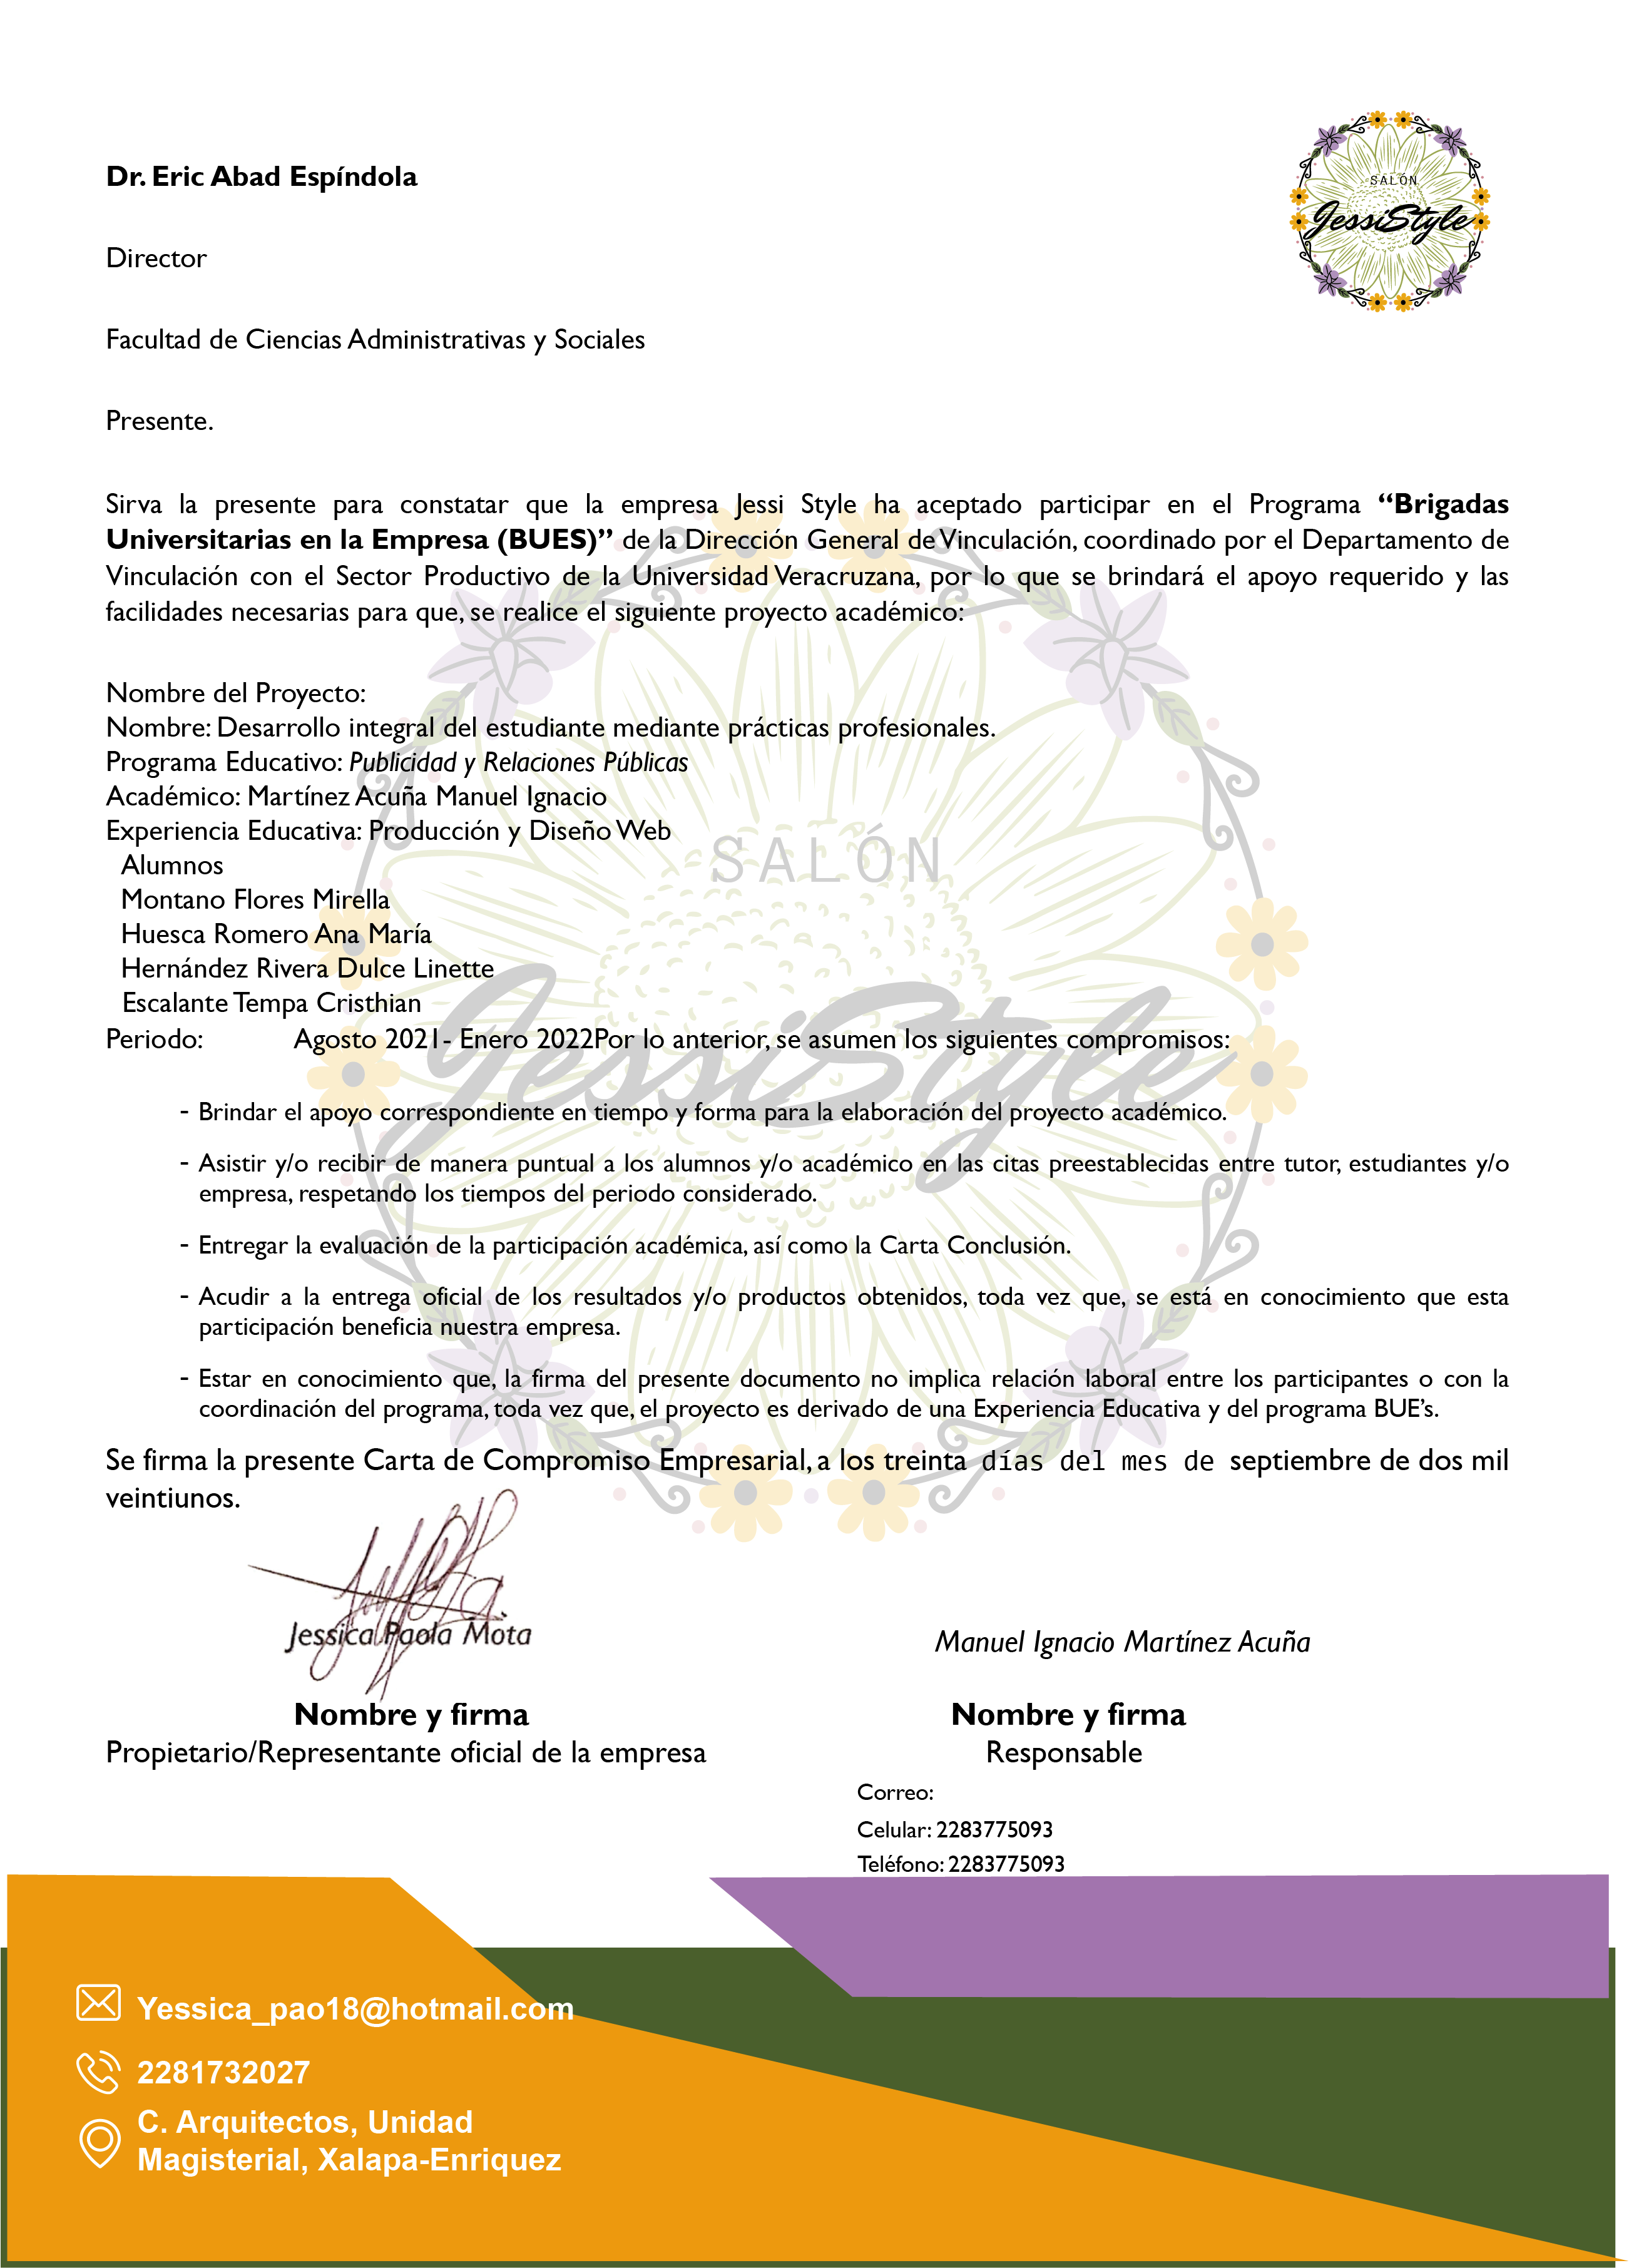 SALÓN
JessiStyle
Dr. Eric Abad Espíndola
Director
Facultad de Ciencias Administrativas y Sociales
Presente.
Sirva la presente para constatar que la empresa Jessi Style ha aceptado participar en el Programa “Brigadas
Universitarias en la Empresa (BUES)” de la Dirección General de Vinculación, coordinado por el Departamento de
Vinculación con el Sector Productivo de la Universidad Veracruzana, por lo que se brindará el apoyo requerido y las
facilidades necesarias para que, se realice el siguiente proyecto académico:
Nombre del Proyecto:
Nombre: Desarrollo integral del estudiante mediante prácticas profesionales.
Programa Educativo: Publicidad y Relaciones Públicas
Académico: Martínez Acuña Manuel Ignacio
Experiencia Educativa: Producción y Diseño Web
Alumnos
Montano Flores Mirella
Huesca Romero Ana María
Hernández Rivera Dulce Linette
Escalante Tempa Cristhian
Periodo: Agosto 2021- Enero 2022Por lo anterior, se asumen los siguientes compromisos:
SALÓN
JessiStyle
- Brindar el apoyo correspondiente en tiempo y forma para la elaboración del proyecto académico.
- Asistir y/o recibir de manera puntual a los alumnos y/o académico en las citas preestablecidas entre tutor, estudiantes y/o
empresa, respetando los tiempos del periodo considerado.
- Entregar la evaluación de la participación académica, así como la Carta Conclusión.
- Acudir a la entrega oficial de los resultados y/o productos obtenidos, toda vez que, se está en conocimiento que esta
participación beneficia nuestra empresa.
- Estar en conocimiento que, la firma del presente documento no implica relación laboral entre los participantes o con la
coordinación del programa, toda vez que, el proyecto es derivado de una Experiencia Educativa y del programa BUE’s.
Se firma la presente Carta de Compromiso Empresarial, a los treinta días del mes de septiembre de dos mil
veintiunos.
Jessica Paola Mota
Manuel Ignacio Martínez Acuña
Nombre y firma
Nombre y firma
Propietario/Representante oficial de la empresa
Responsable
Correo:
Celular: 2283775093
Teléfono: 2283775093
Yessica_pao18@hotmail.com
2281732027
C. Arquitectos, Unidad
Magisterial, Xalapa-Enriquez